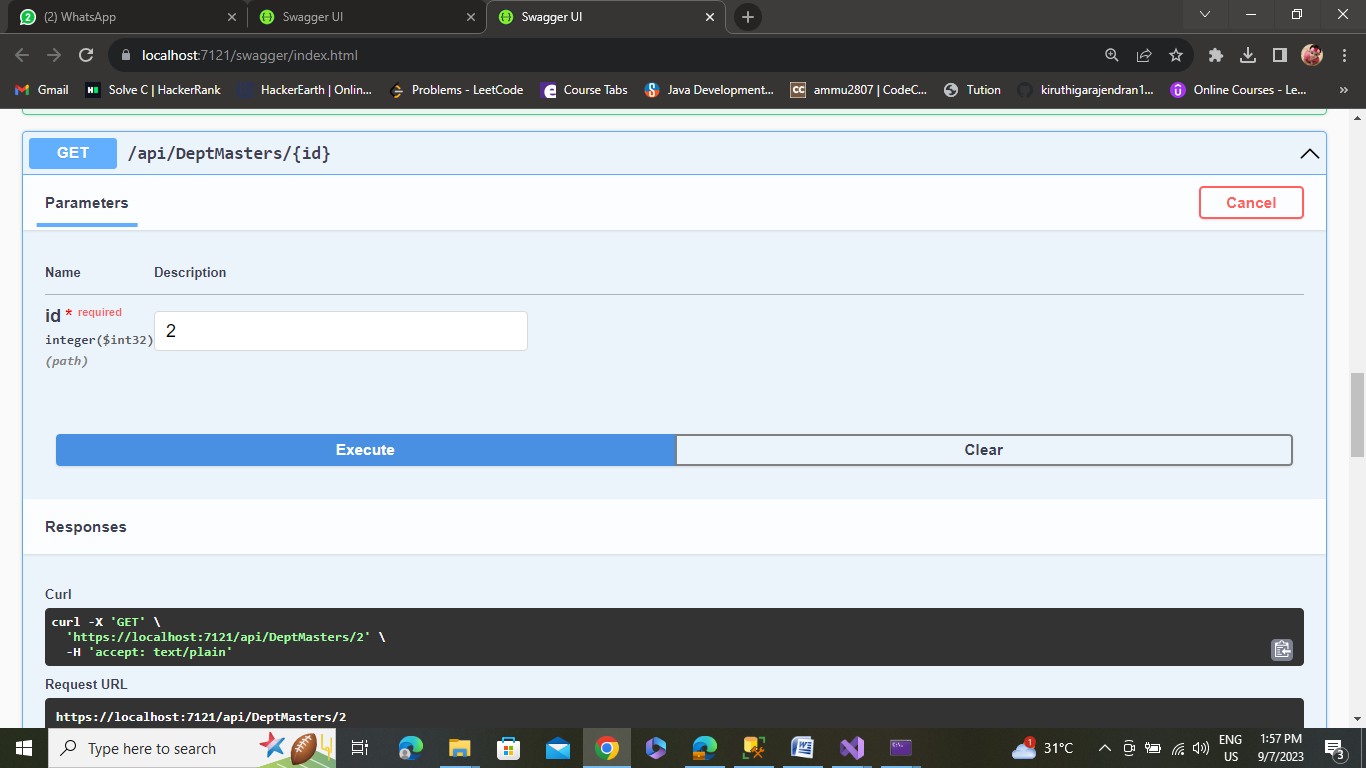 (2) WhatsApp
Swagger UI
Swagger UI
localhost:7121/swagger/index.html
Gmail
Solve C | HackerRank
HackerEarth | Onlin...
Problems - LeetCode
Course Tabs
Java Development...
CC
ammu2807 | CodeC...
Tution
kiruthigarajendran1...
Online Courses - Le...
»
GET
/api/DeptMasters/{id}
Parameters
Cancel
Name
Description
id * required
integer($int32)
(path)
2
Execute
Clear
Responses
Curl
curl -X 'GET' \
'https://localhost:7121/api/DeptMasters/2' \
-H 'accept: text/plain'
Request URL
https://localhost:7121/api/DeptMasters/2
Type here to search
1
31°C
ENG
US
1:57 PM
9/7/2023
3